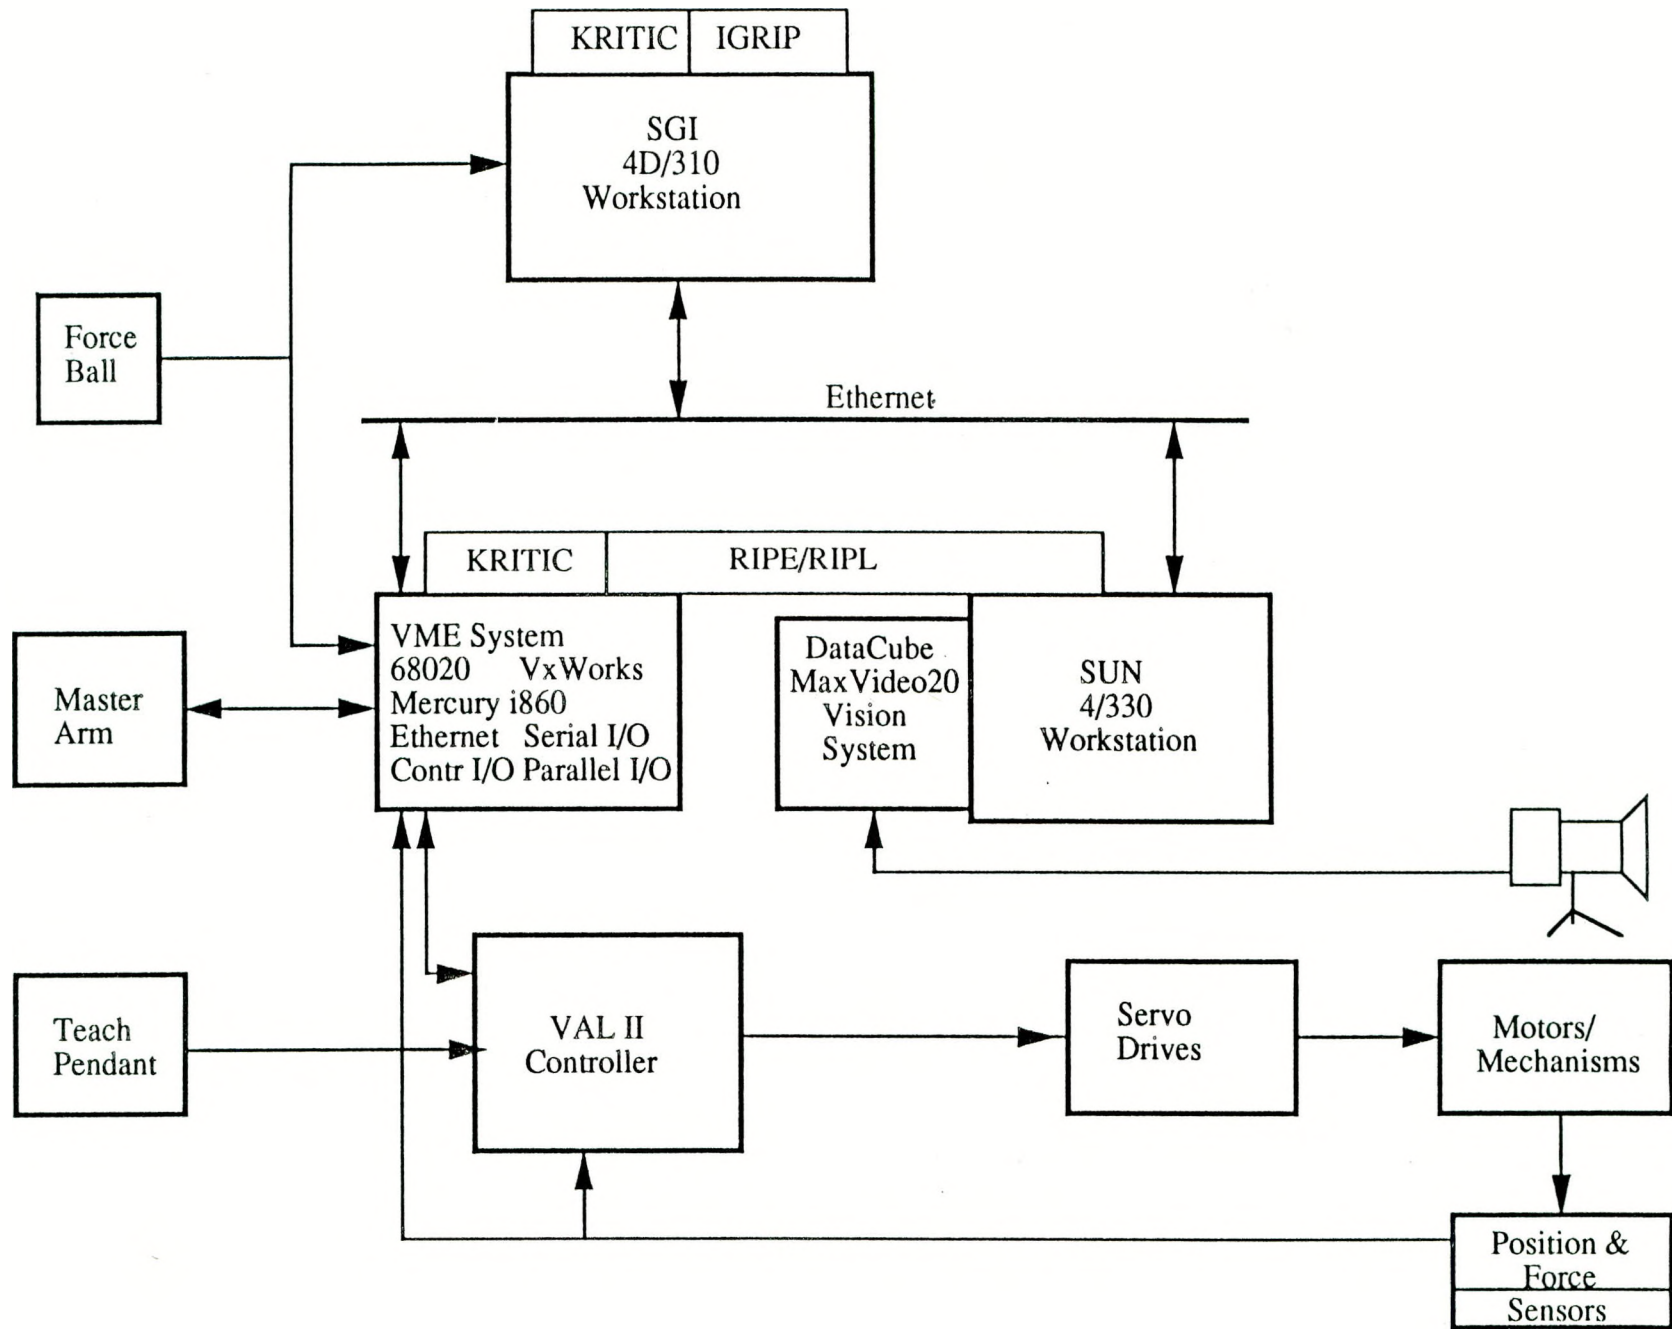 KRITIC IGRIP
SGI
4D/310
Workstation
Force
Ball
Ethernet
KRITIC RIPE/RIPL
VME System
68020 VxWorks
Mercury i860
Ethernet Serial I/O
Contr I/O Parallel I/O
DataCube
MaxVideo20
Vision
System
SUN
4/330
Workstation
Master
Arm
Teach
Pendant
VAL II
Controller
Servo
Drives
Motors/
Mechanisms
Position &
Force
Sensors